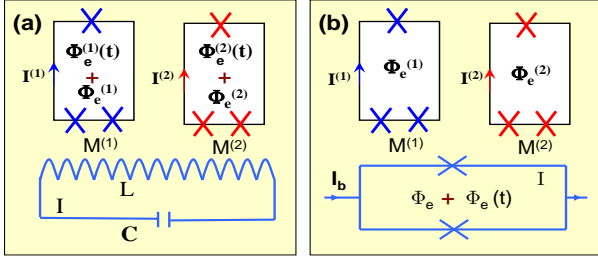 (a)
Φₑ⁽¹⁾(t)
+
Φₑ⁽¹⁾
I⁽¹⁾
M⁽¹⁾
Φₑ⁽²⁾(t)
+
Φₑ⁽²⁾
I⁽²⁾
M⁽²⁾
L
I
C
(b)
I⁽¹⁾
Φₑ⁽¹⁾
M⁽¹⁾
I⁽²⁾
Φₑ⁽²⁾
M⁽²⁾
I_b
I
Φₑ + Φₑ(t)